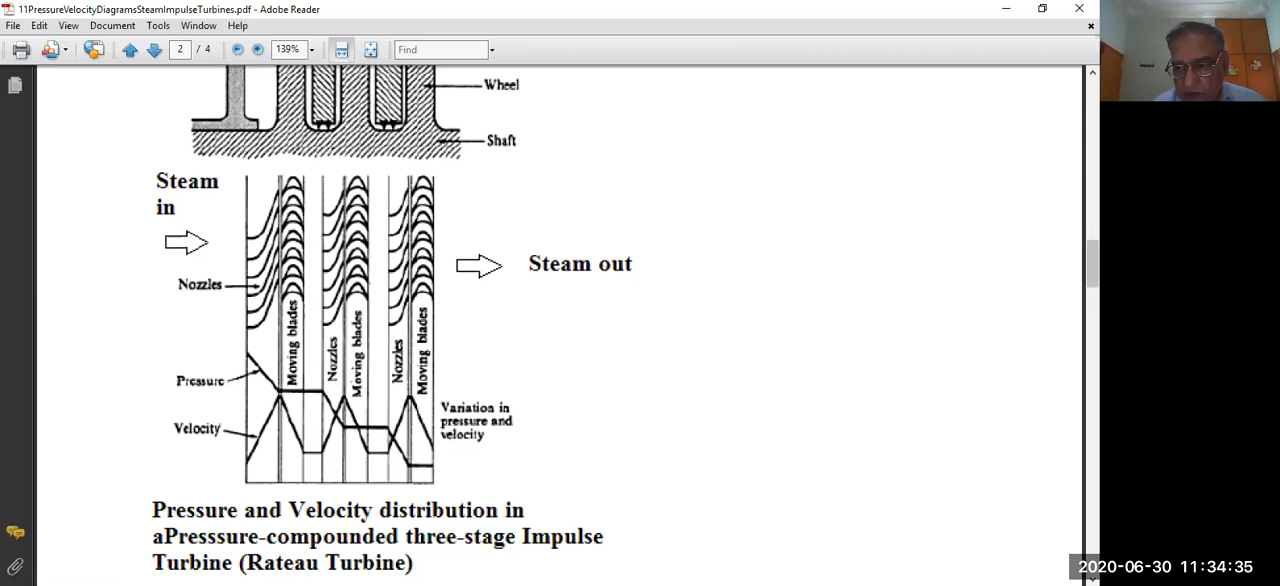 11PressureVelocityDiagramsSteamImpulseTurbines.pdf - Adobe Reader
File Edit View Document Tools Window Help
2 / 4 139% Find
Wheel
Shaft
Steam
in
Nozzles
Steam out
Moving blades
Nozzles
Moving blades
Nozzles
Moving blades
Pressure
Velocity
Variation in
pressure and
velocity
Pressure and Velocity distribution in
aPresssure-compounded three-stage Impulse
Turbine (Rateau Turbine)
2020-06-30 11:34:35